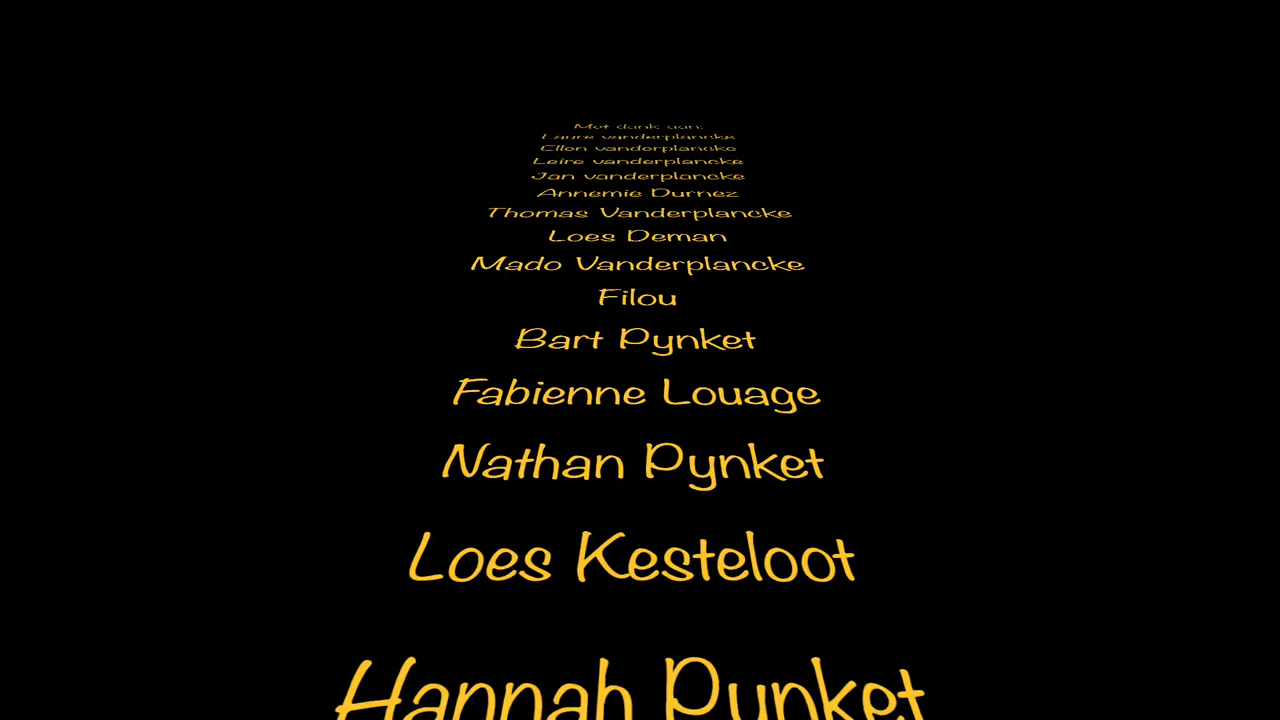 Met dank aan:
Laure vanderplancke
Ellen vanderplancke
Leire vanderplancke
Jan vanderplancke
Annemie Durnez
Thomas Vanderplancke
Loes Deman
Mado Vanderplancke
Filou
Bart Pynket
Fabienne Louage
Nathan Pynket
Loes Kesteloot
Hannah Pynket